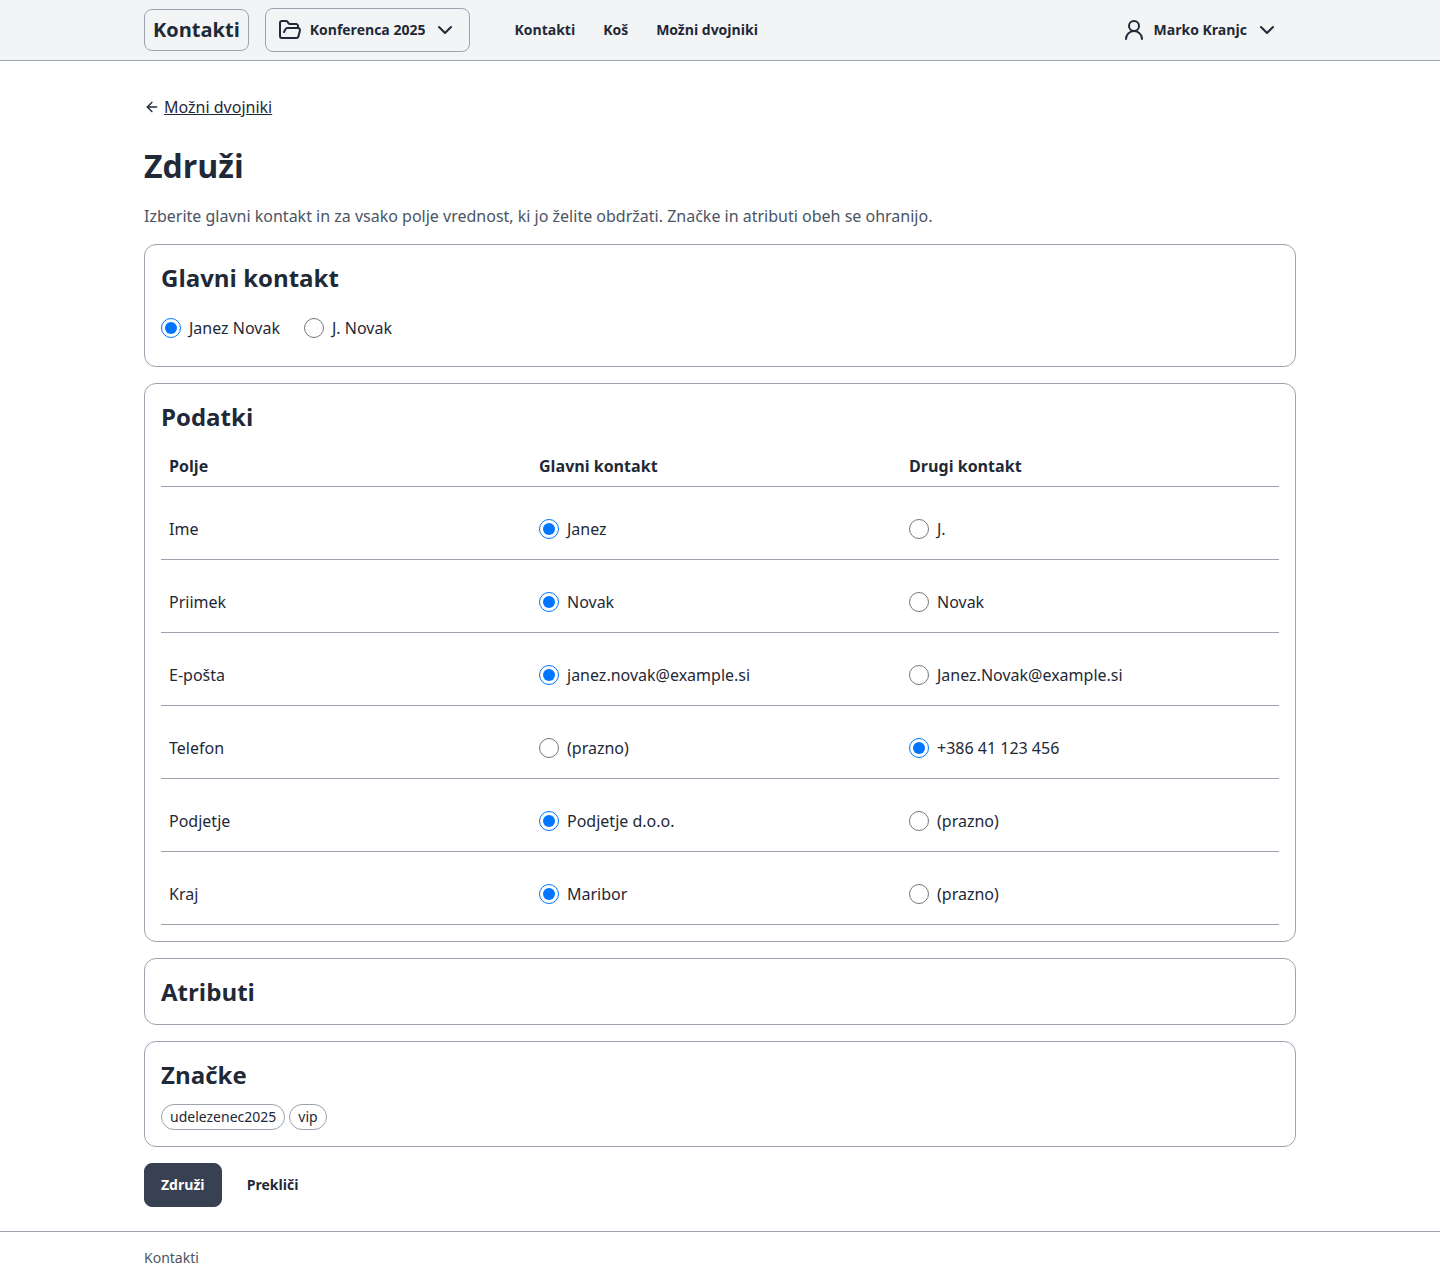 Kontakti Konferenca 2025 Kontakti Koš Možni dvojniki Marko Kranjc
Možni dvojniki
Združi
Izberite glavni kontakt in za vsako polje vrednost, ki jo želite obdržati. Značke in atributi obeh se ohranijo.
Glavni kontakt
Janez Novak J. Novak
Podatki
Polje Glavni kontakt Drugi kontakt
Ime Janez J.
Priimek Novak Novak
E-pošta janez.novak@example.si Janez.Novak@example.si
Telefon (prazno) +386 41 123 456
Podjetje Podjetje d.o.o. (prazno)
Kraj Maribor (prazno)
Atributi
Značke
udelezenec2025 vip
Združi Prekliči
Kontakti